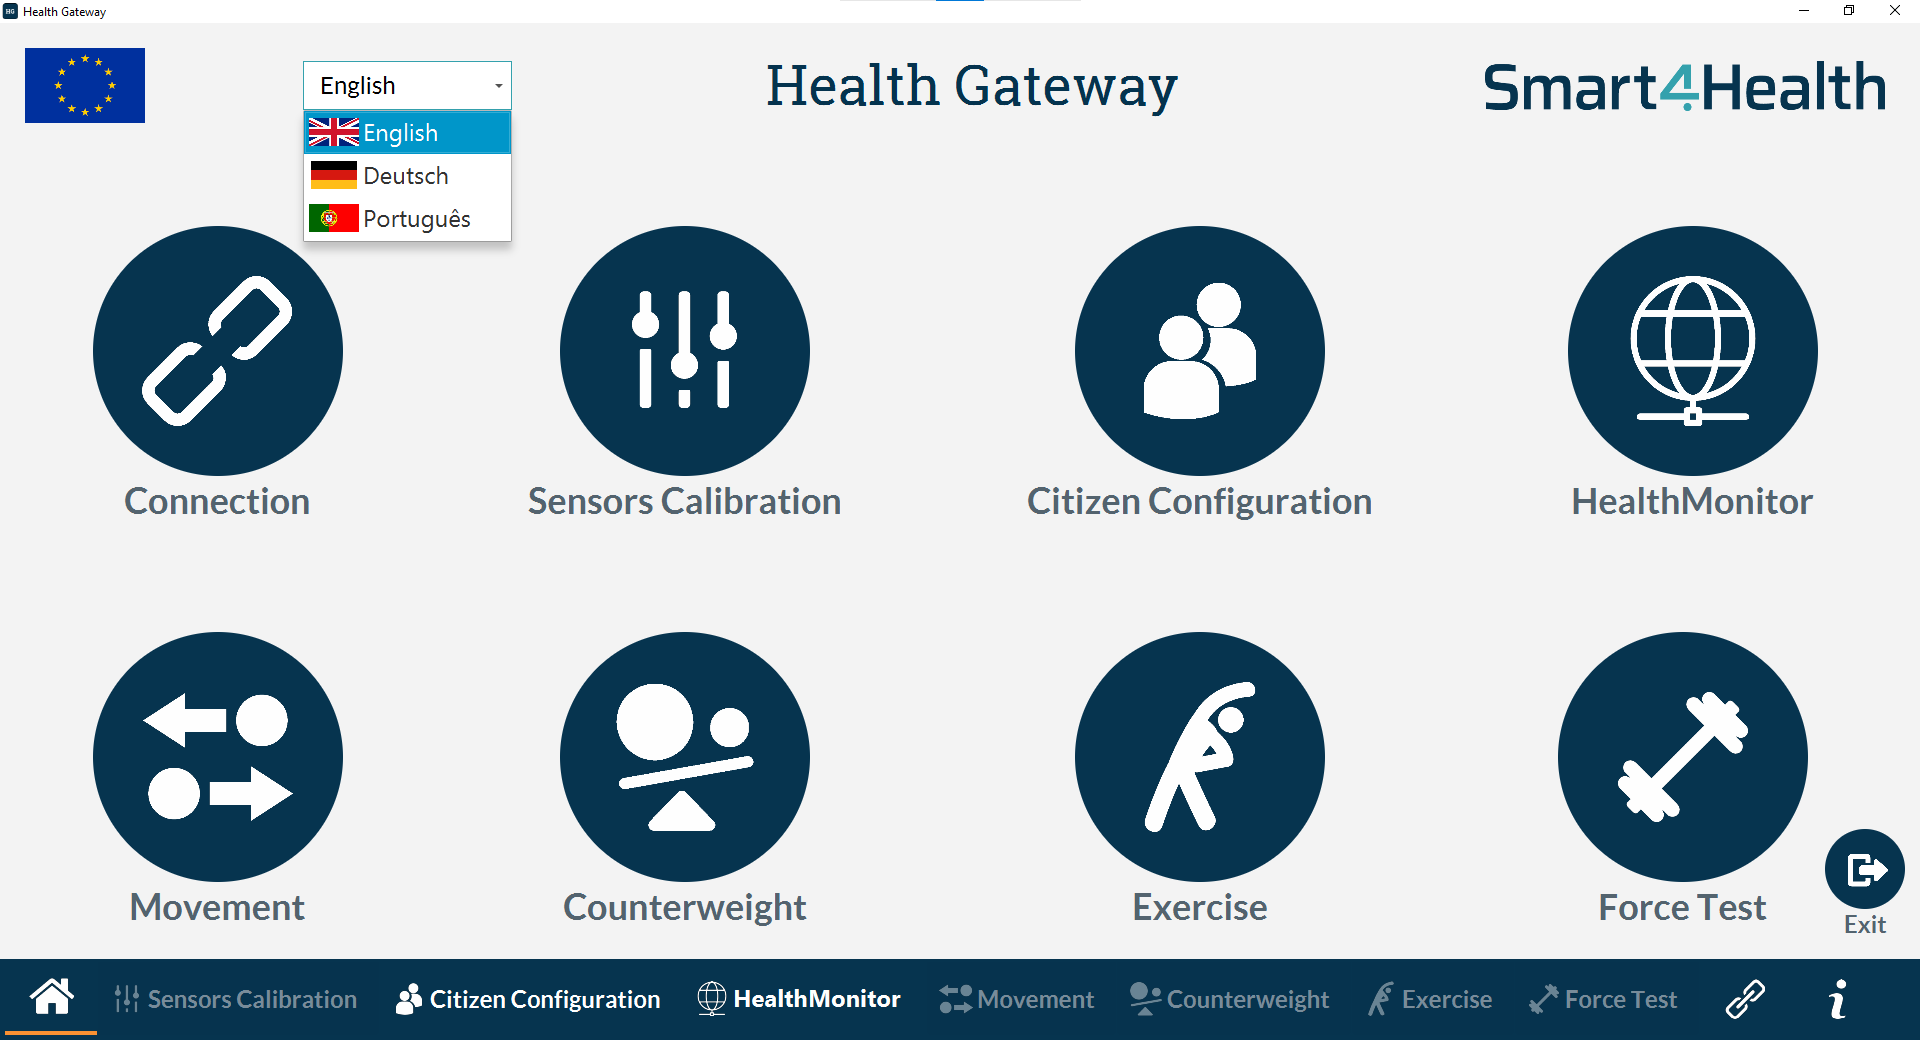 HG Health Gateway
English
Health Gateway
Smart4Health
English
Deutsch
Português
Connection
Sensors Calibration
Citizen Configuration
HealthMonitor
Movement
Counterweight
Exercise
Force Test
Exit
Sensors Calibration
Citizen Configuration
HealthMonitor
Movement
Counterweight
Exercise
Force Test